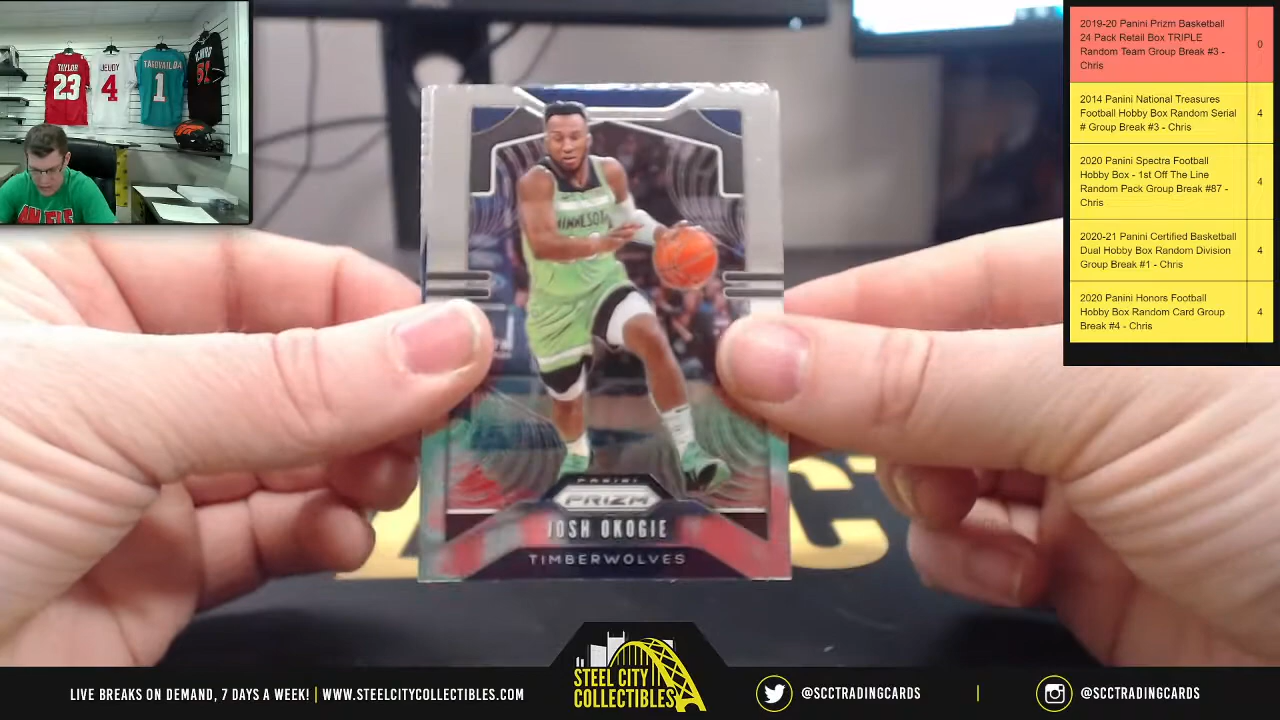 TAYLOR
23
JEUDY
4
TAGOVAILOA
1
51
2019-20 Panini Prizm Basketball
24 Pack Retail Box TRIPLE
Random Team Group Break #3 -
Chris
0
2014 Panini National Treasures
Football Hobby Box Random Serial
# Group Break #3 - Chris
4
2020 Panini Spectra Football
Hobby Box - 1st Off The Line
Random Pack Group Break #87 -
Chris
4
2020-21 Panini Certified Basketball
Dual Hobby Box Random Division
Group Break #1 - Chris
4
2020 Panini Honors Football
Hobby Box Random Card Group
Break #4 - Chris
4
MINNESOTA
PANINI
PRIZM
JOSH OKOGIE
TIMBERWOLVES
LIVE BREAKS ON DEMAND, 7 DAYS A WEEK! | WWW.STEELCITYCOLLECTIBLES.COM
STEEL CITY
COLLECTIBLES
@SCCTRADINGCARDS
@SCCTRADINGCARDS